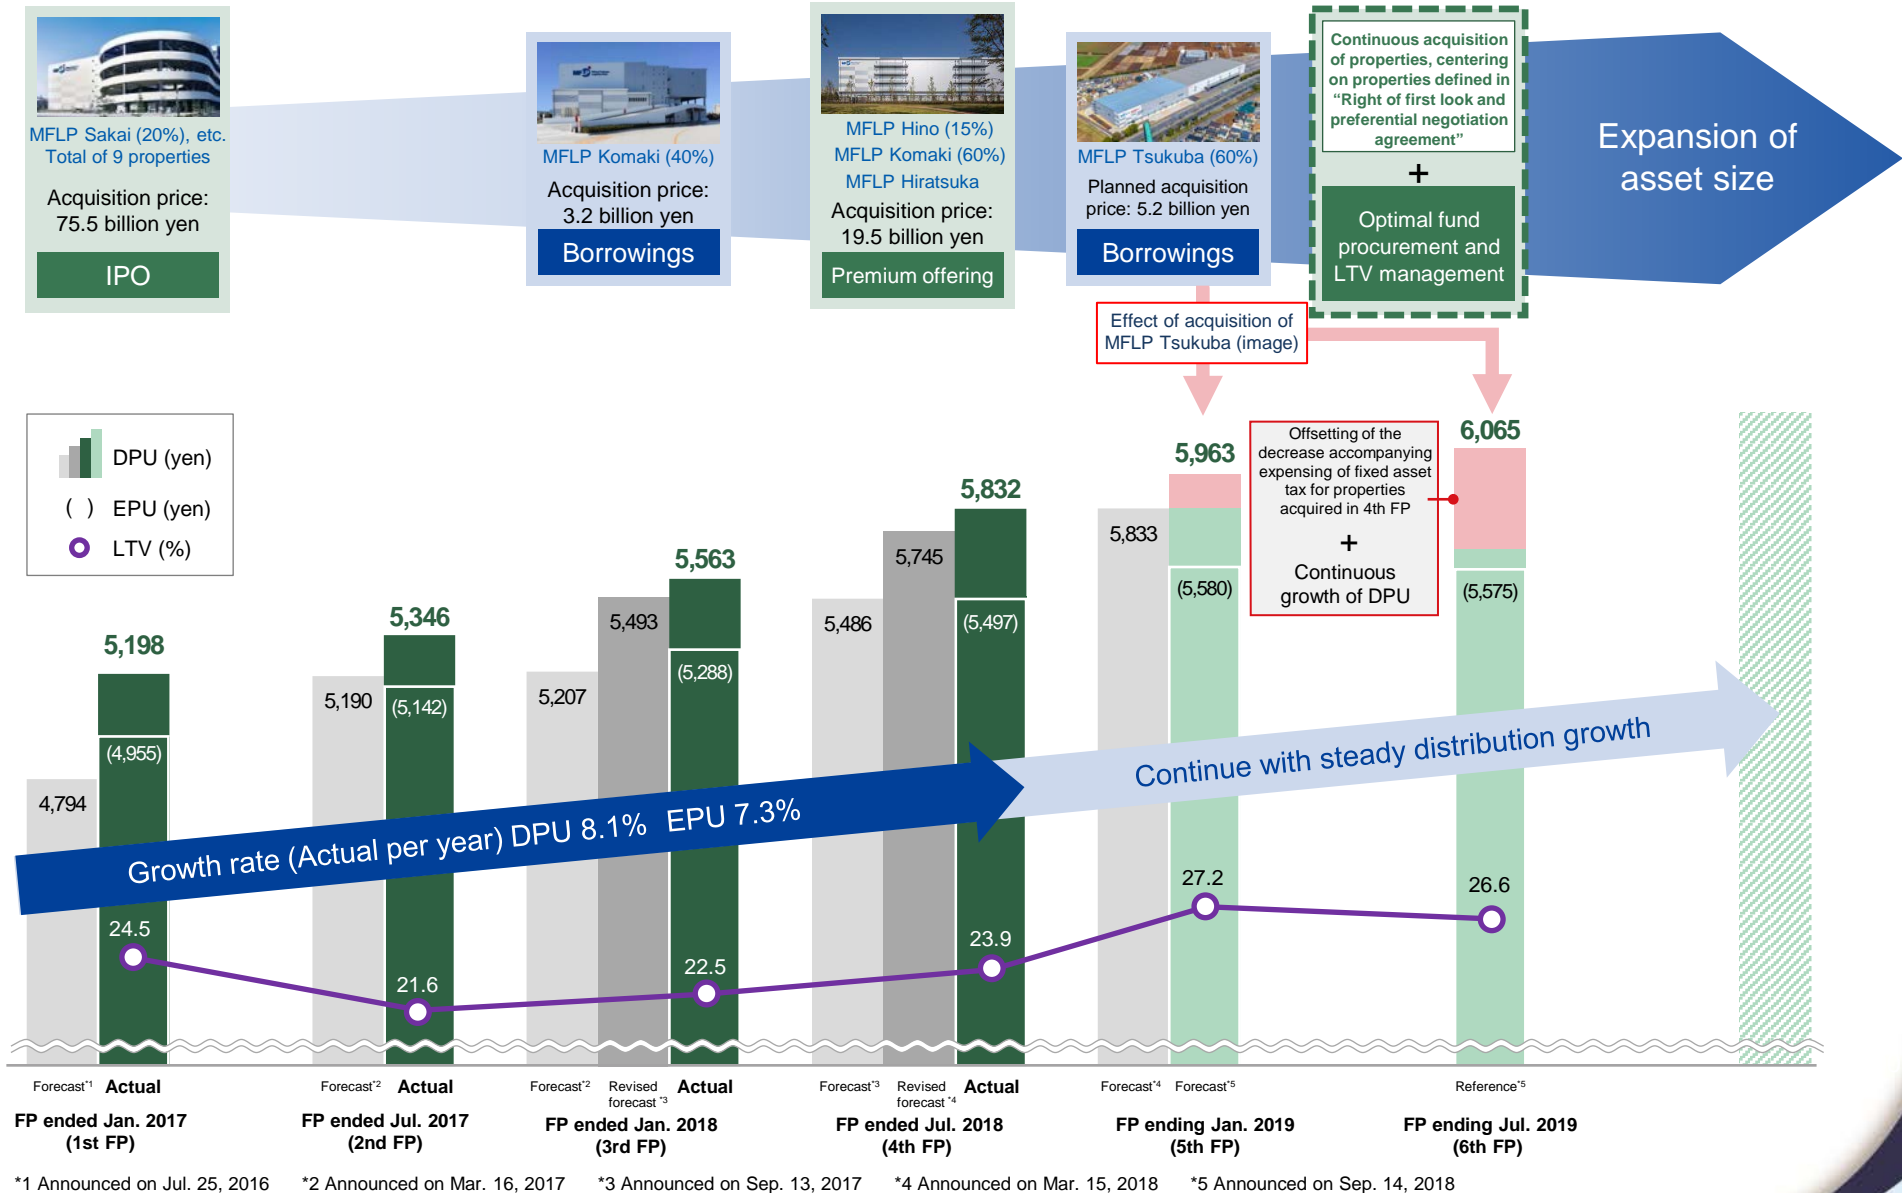 MFLP Sakai (20%), etc.
Total of 9 properties
Acquisition price:
75.5 billion yen
IPO
MFLP Komaki (40%)
Acquisition price:
3.2 billion yen
Borrowings
MFLP Hino (15%)
MFLP Komaki (60%)
MFLP Hiratsuka
Acquisition price:
19.5 billion yen
Premium offering
MFLP Tsukuba (60%)
Planned acquisition
price: 5.2 billion yen
Borrowings
Continuous acquisition
of properties, centering
on properties defined in
“Right of first look and
preferential negotiation
agreement”
+
Optimal fund
procurement and
LTV management
Expansion of
asset size
Effect of acquisition of
MFLP Tsukuba (image)
DPU (yen)
( ) EPU (yen)
LTV (%)
4,794
5,198
(4,955)
24.5
5,190
5,346
(5,142)
21.6
5,207
5,493
5,563
(5,288)
22.5
5,486
5,745
5,832
(5,497)
23.9
5,833
5,963
(5,580)
27.2
Offsetting of the
decrease accompanying
expensing of fixed asset
tax for properties
acquired in 4th FP
+
Continuous
growth of DPU
6,065
(5,575)
26.6
Growth rate (Actual per year) DPU 8.1% EPU 7.3%
Continue with steady distribution growth
Forecast*1 Actual
FP ended Jan. 2017
(1st FP)
Forecast*2 Actual
FP ended Jul. 2017
(2nd FP)
Forecast*2 Revised
forecast*3 Actual
FP ended Jan. 2018
(3rd FP)
Forecast*3 Revised
forecast*4 Actual
FP ended Jul. 2018
(4th FP)
Forecast*4 Forecast*5
FP ending Jan. 2019
(5th FP)
Reference*5
FP ending Jul. 2019
(6th FP)
*1 Announced on Jul. 25, 2016 *2 Announced on Mar. 16, 2017 *3 Announced on Sep. 13, 2017 *4 Announced on Mar. 15, 2018 *5 Announced on Sep. 14, 2018